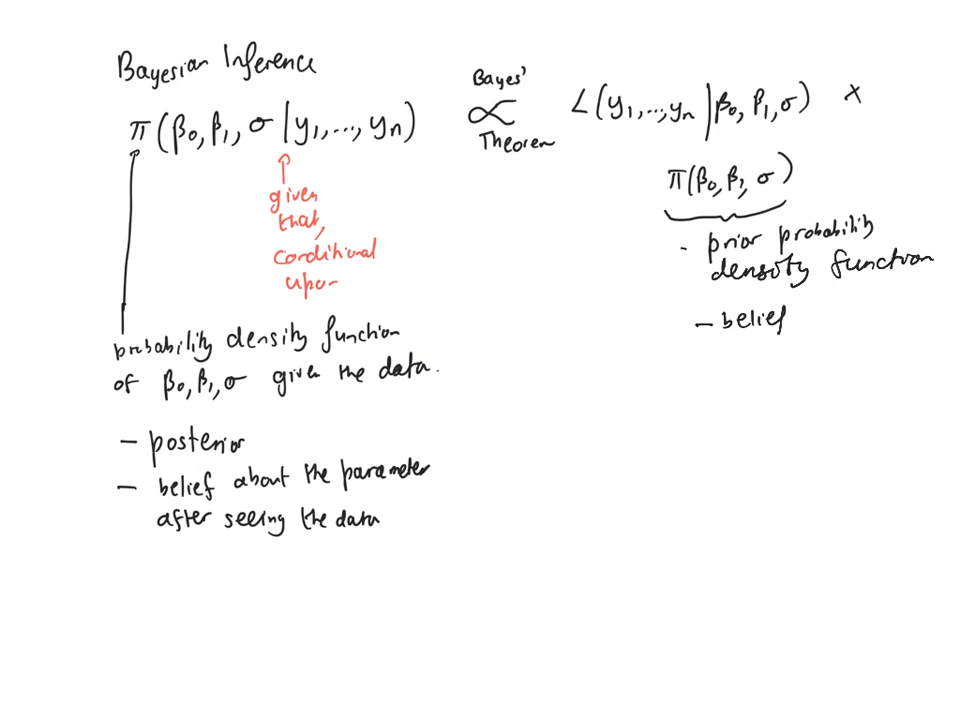 Bayesian Inference
π(β₀, β₁, σ | y₁, ..., yₙ)
given
that,
conditional
upon
probability density function
of β₀, β₁, σ given the data.
– posterior
– belief about the parameter
after seeing the data
Bayes'
∝
Theorem
L(y₁, ..., yₙ | β₀, β₁, σ) ×
π(β₀, β₁, σ)
- prior probability
density function
– belief